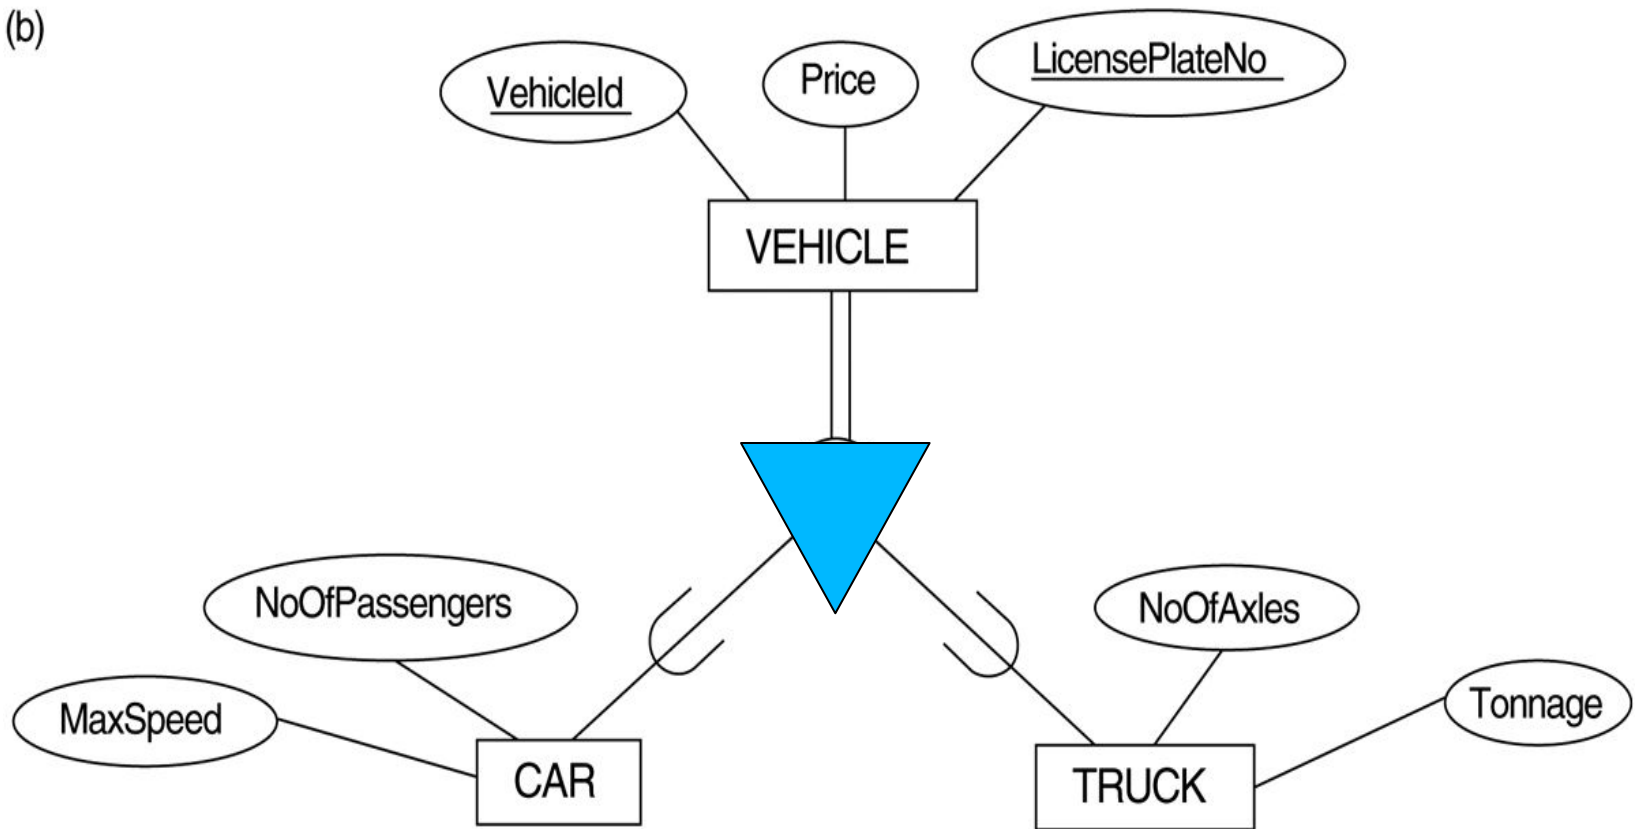 (b)
VehicleId
Price
LicensePlateNo
VEHICLE
NoOfPassengers
NoOfAxles
MaxSpeed
Tonnage
CAR
TRUCK